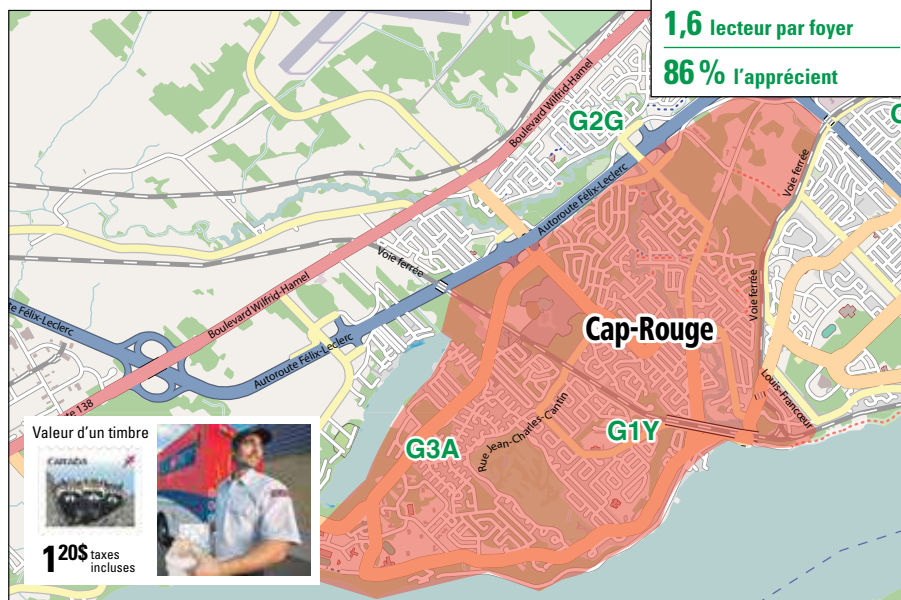 1,6 lecteur par foyer
86 % l'apprécient
Boulevard Wilfrid-Hamel
G2G
Autoroute Félix-Leclerc
Voie ferrée
Voie ferrée
Voie ferrée
Boulevard Wilfrid-Hamel
Félix-Leclerc
Autoroute Félix-Leclerc
Cap-Rouge
Louis-Francœur
138
Rue Jean-Charles-Cantin
G1Y
G3A
Valeur d'un timbre
CANADA
1 20$ taxes
incluses